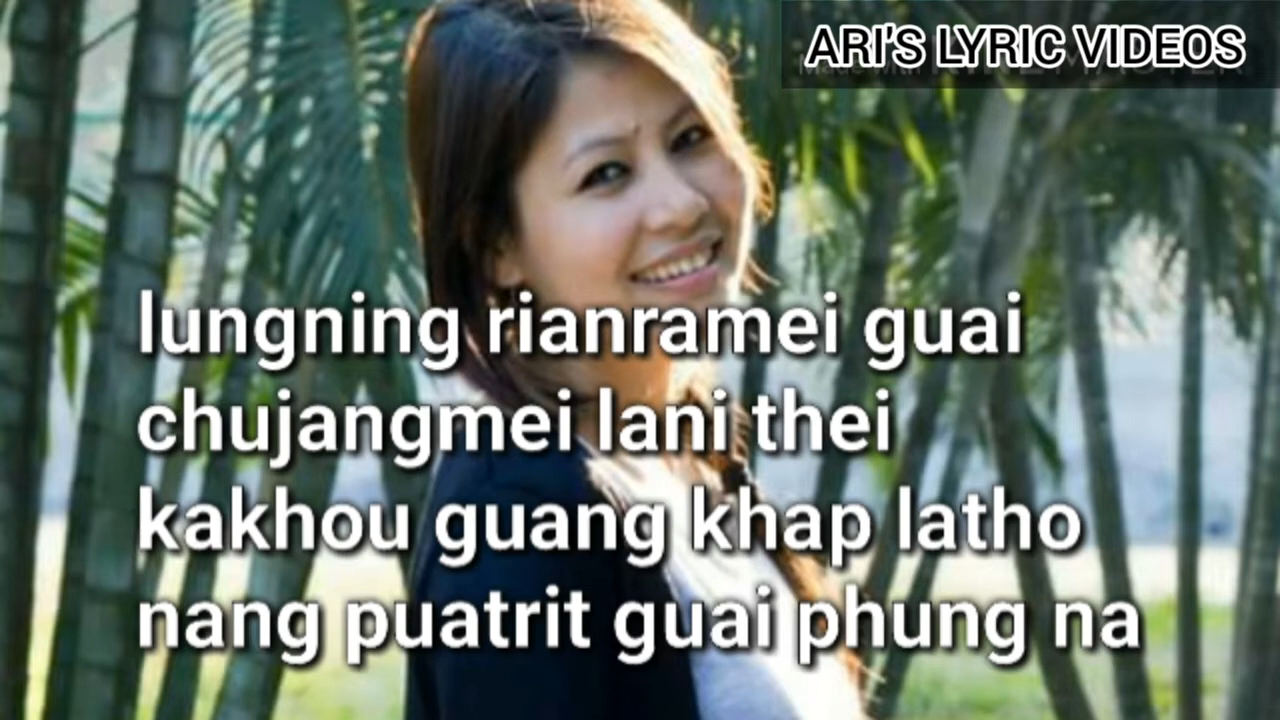 ARI'S LYRIC VIDEOS
lungning rianramei guai
chujangmei lani thei
kakhou guang khap latho
nang puatrit guai phung na